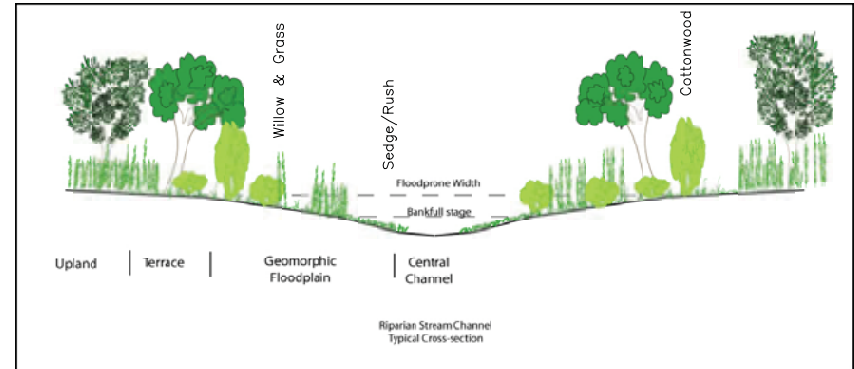 Willow & Grass
Sedge/Rush
Cottonwood
Floodprone Width
Bankfull stage
Upland
Terrace
Geomorphic
Floodplain
Central
Channel
Riparian Stream Channel
Typical Cross-section